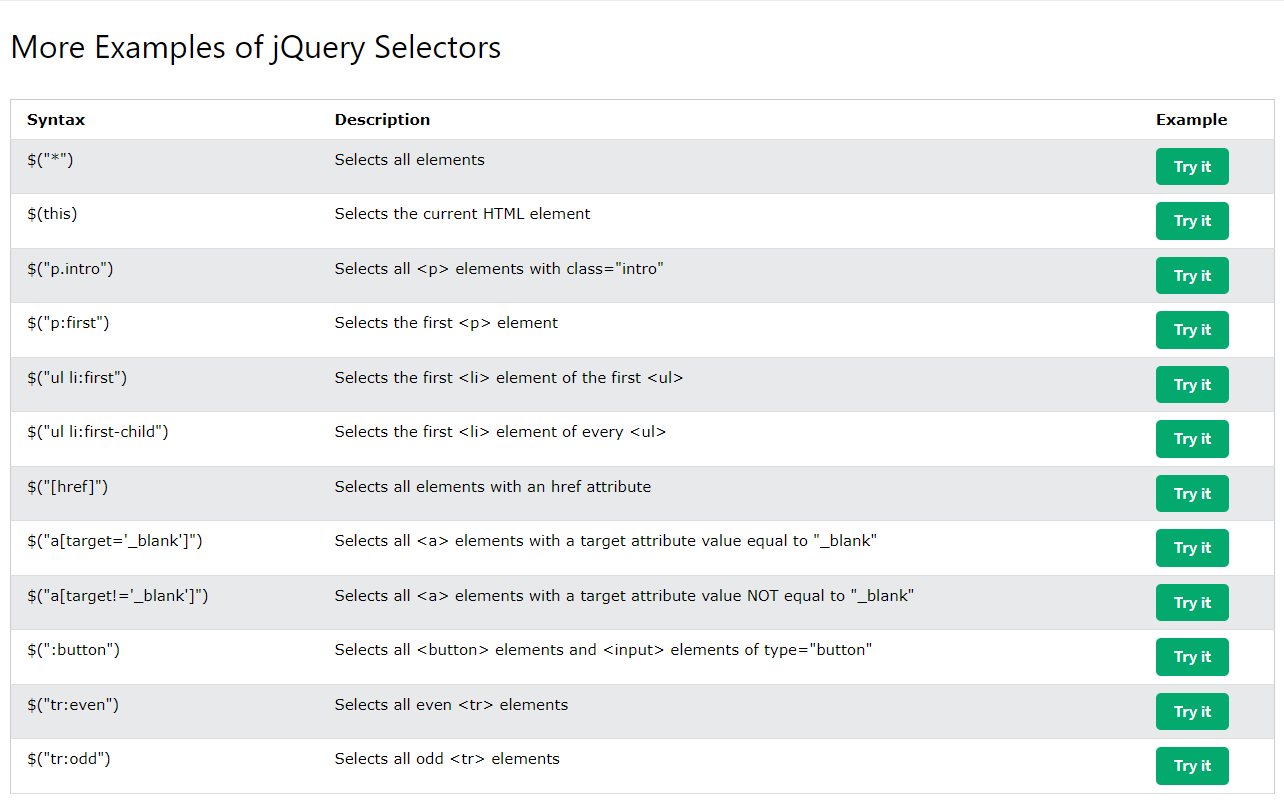 More Examples of jQuery Selectors
Syntax Description Example
$("*") Selects all elements Try it
$(this) Selects the current HTML element Try it
$("p.intro") Selects all <p> elements with class="intro" Try it
$("p:first") Selects the first <p> element Try it
$("ul li:first") Selects the first <li> element of the first <ul> Try it
$("ul li:first-child") Selects the first <li> element of every <ul> Try it
$("[href]") Selects all elements with an href attribute Try it
$("a[target='_blank']") Selects all <a> elements with a target attribute value equal to "_blank" Try it
$("a[target!='_blank']") Selects all <a> elements with a target attribute value NOT equal to "_blank" Try it
$(":button") Selects all <button> elements and <input> elements of type="button" Try it
$("tr:even") Selects all even <tr> elements Try it
$("tr:odd") Selects all odd <tr> elements Try it